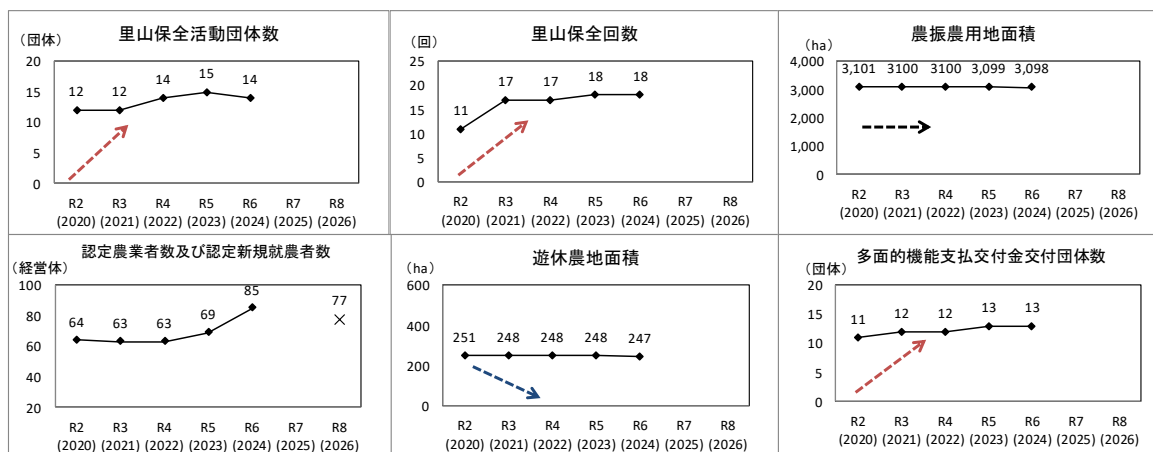 里山保全活動団体数
（団体）
20
15
10
5
0
12
12
14
15
14
R2
R3
R4
R5
R6
R7
R8
(2020)
(2021)
(2022)
(2023)
(2024)
(2025)
(2026)
里山保全回数
（回）
25
20
15
10
5
0
11
17
17
18
18
R2
R3
R4
R5
R6
R7
R8
(2020)
(2021)
(2022)
(2023)
(2024)
(2025)
(2026)
農振農用地面積
（ha）
4,000
3,000
2,000
1,000
0
3,101
3100
3100
3,099
3,098
R2
R3
R4
R5
R6
R7
R8
(2020)
(2021)
(2022)
(2023)
(2024)
(2025)
(2026)
認定農業者数及び認定新規就農者数
（経営体）
100
80
60
40
20
64
63
63
69
85
77
R2
R3
R4
R5
R6
R7
R8
(2020)
(2021)
(2022)
(2023)
(2024)
(2025)
(2026)
遊休農地面積
（ha）
600
400
200
0
251
248
248
248
247
R2
R3
R4
R5
R6
R7
R8
(2020)
(2021)
(2022)
(2023)
(2024)
(2025)
(2026)
多面的機能支払交付金交付団体数
（団体）
20
15
10
5
0
11
12
12
13
13
R2
R3
R4
R5
R6
R7
R8
(2020)
(2021)
(2022)
(2023)
(2024)
(2025)
(2026)